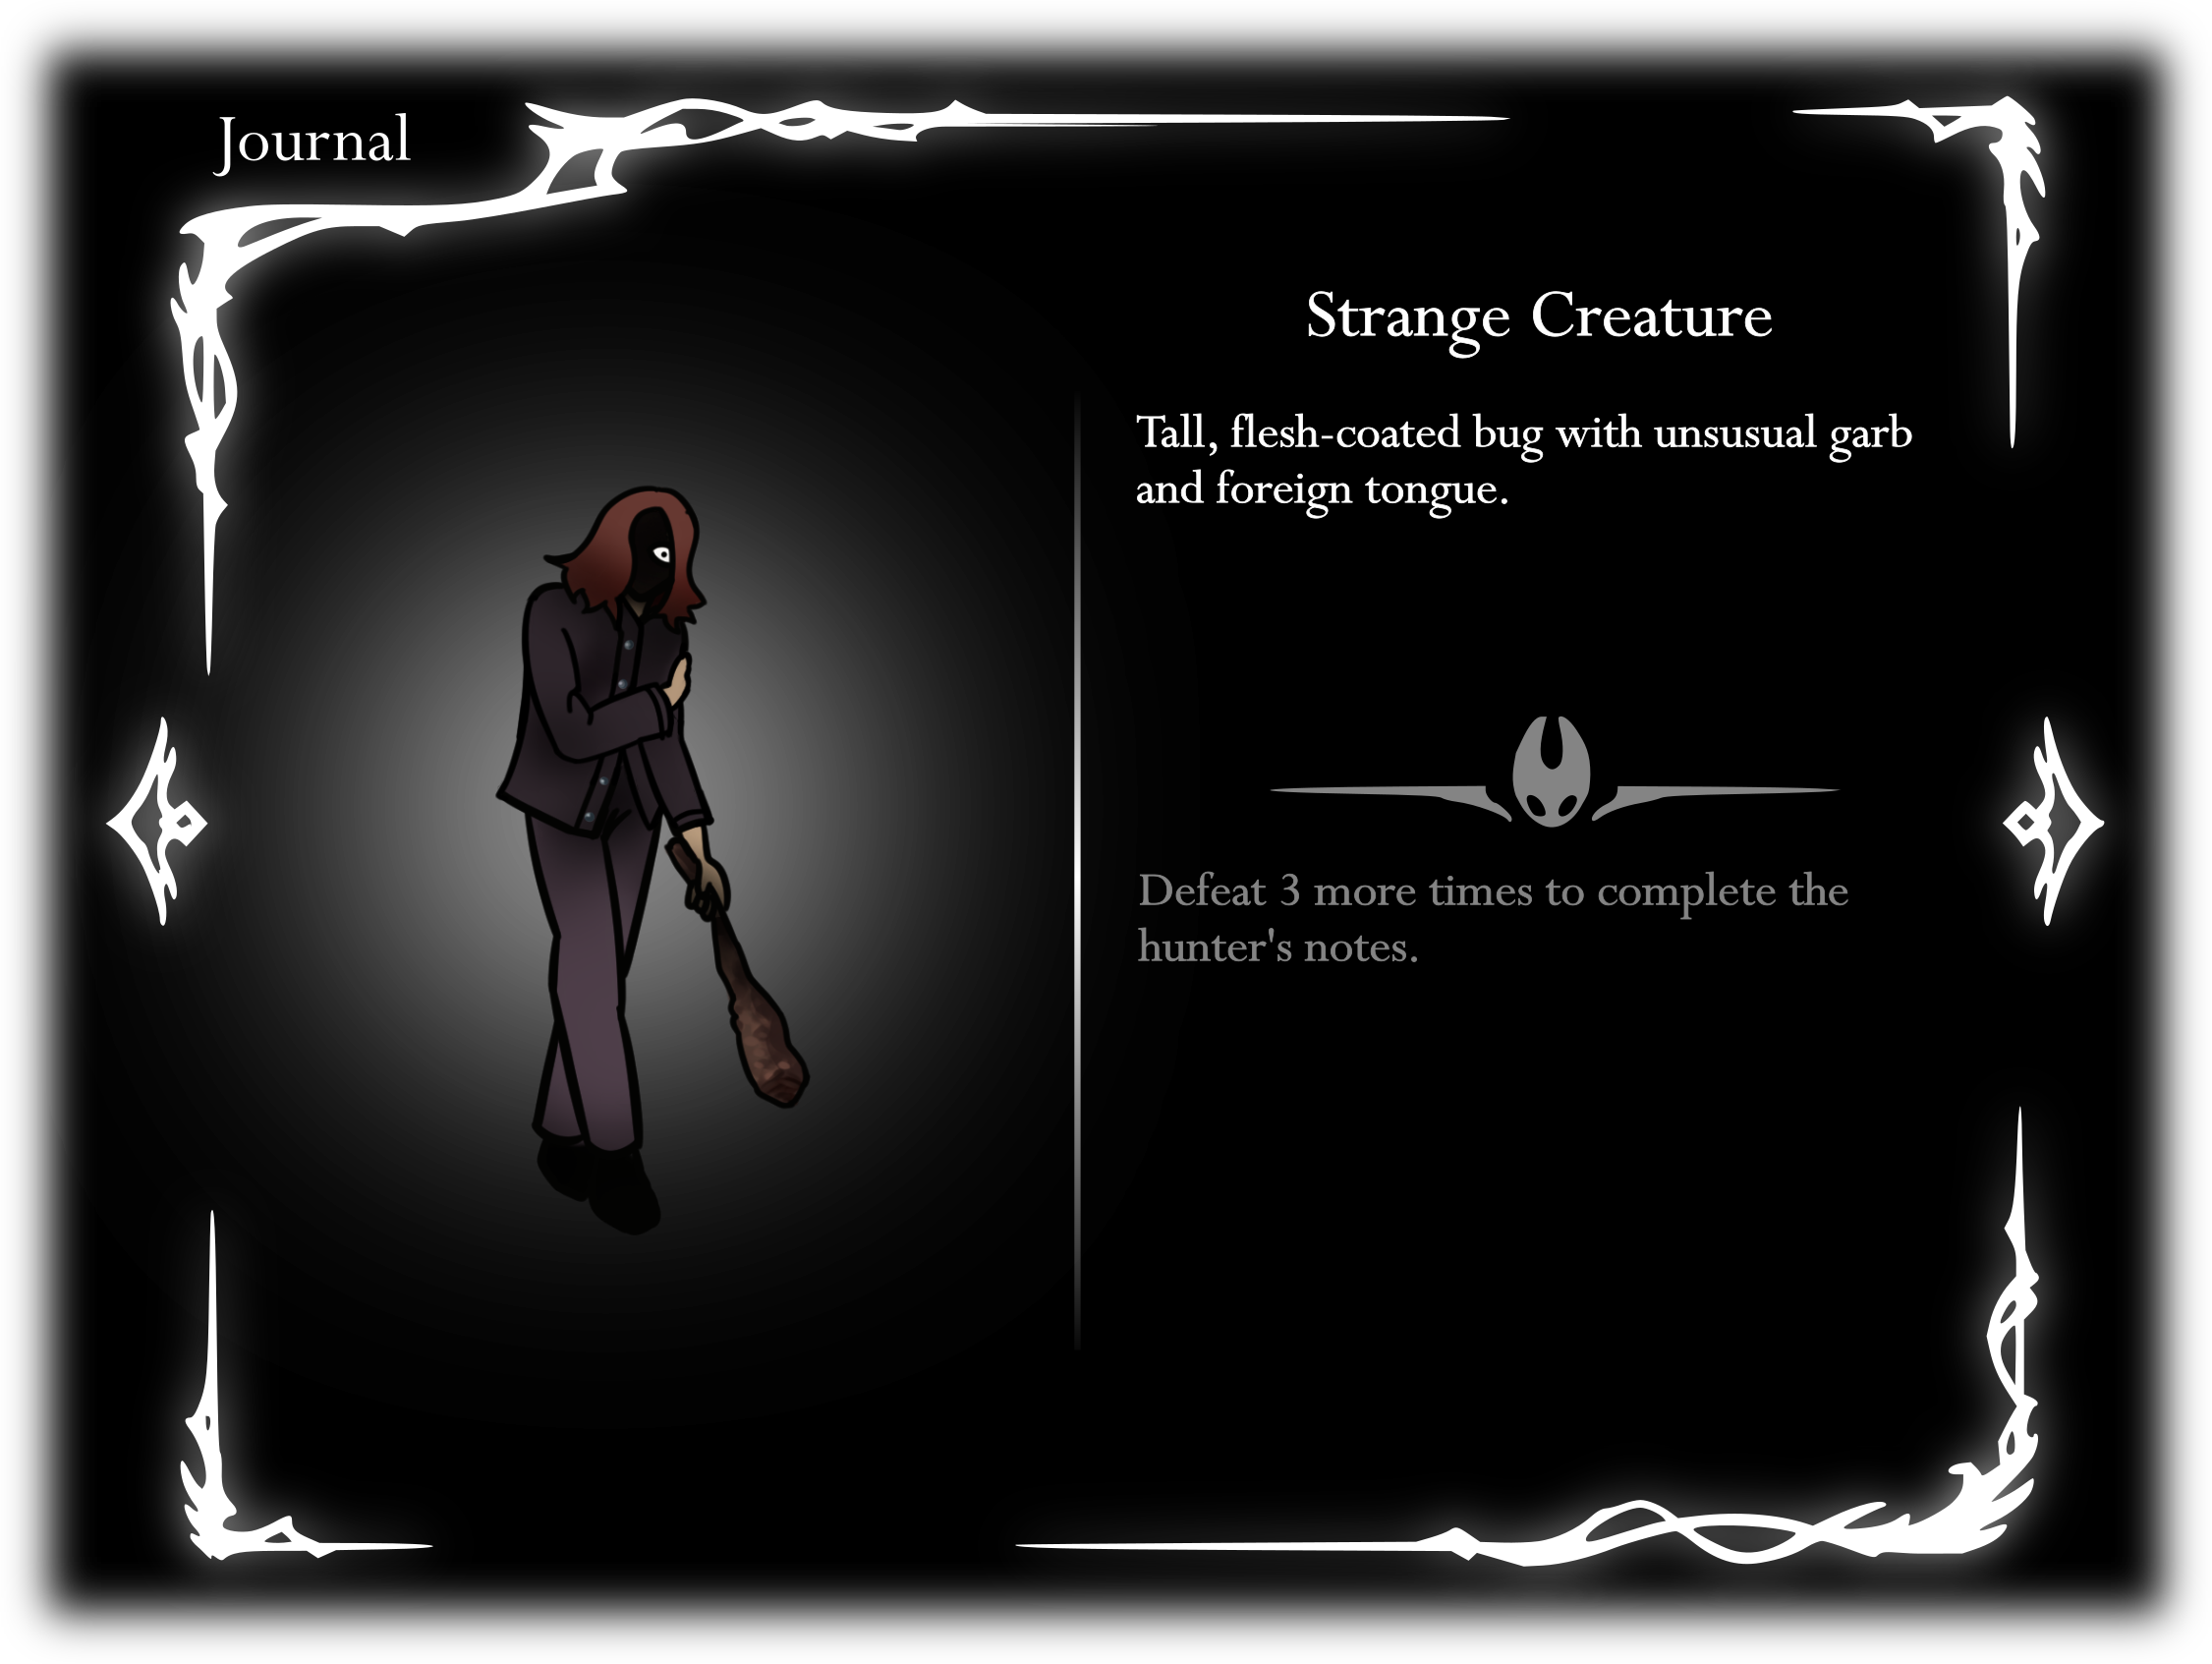 Journal
Strange Creature
Tall, flesh-coated bug with unsusual garb
and foreign tongue.
Defeat 3 more times to complete the
hunter's notes.